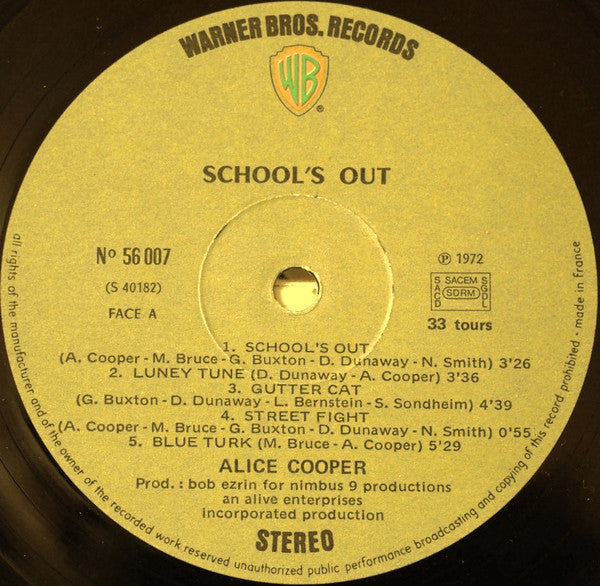 WARNER BROS. RECORDS
WB
®
SCHOOL'S OUT
Nº 56 007
(S 40182)
FACE A
℗ 1972
SACD SACEM SDRM SGDL
33 tours
1. SCHOOL'S OUT
(A. Cooper - M. Bruce - G. Buxton - D. Dunaway - N. Smith) 3'26
2. LUNEY TUNE (D. Dunaway - A. Cooper) 3'36
3. GUTTER CAT
(G. Buxton - D. Dunaway - L. Bernstein - S. Sondheim) 4'39
4. STREET FIGHT
(A. Cooper - M. Bruce - G. Buxton - D. Dunaway - N. Smith) 0'55
5. BLUE TURK (M. Bruce - A. Cooper) 5'29
ALICE COOPER
Prod. : bob ezrin for nimbus 9 productions
an alive enterprises
incorporated production
STEREO
all rights of the manufacturer and of the owner of the recorded work reserved unauthorized public performance broadcasting and copying of this record prohibited - made in france